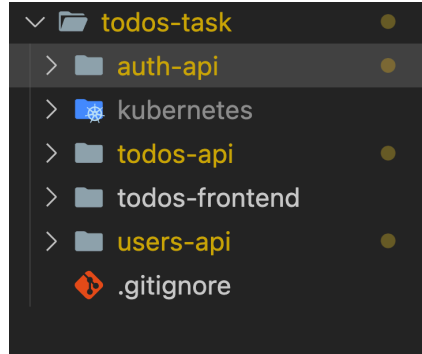 todos-task
auth-api
kubernetes
todos-api
todos-frontend
users-api
.gitignore